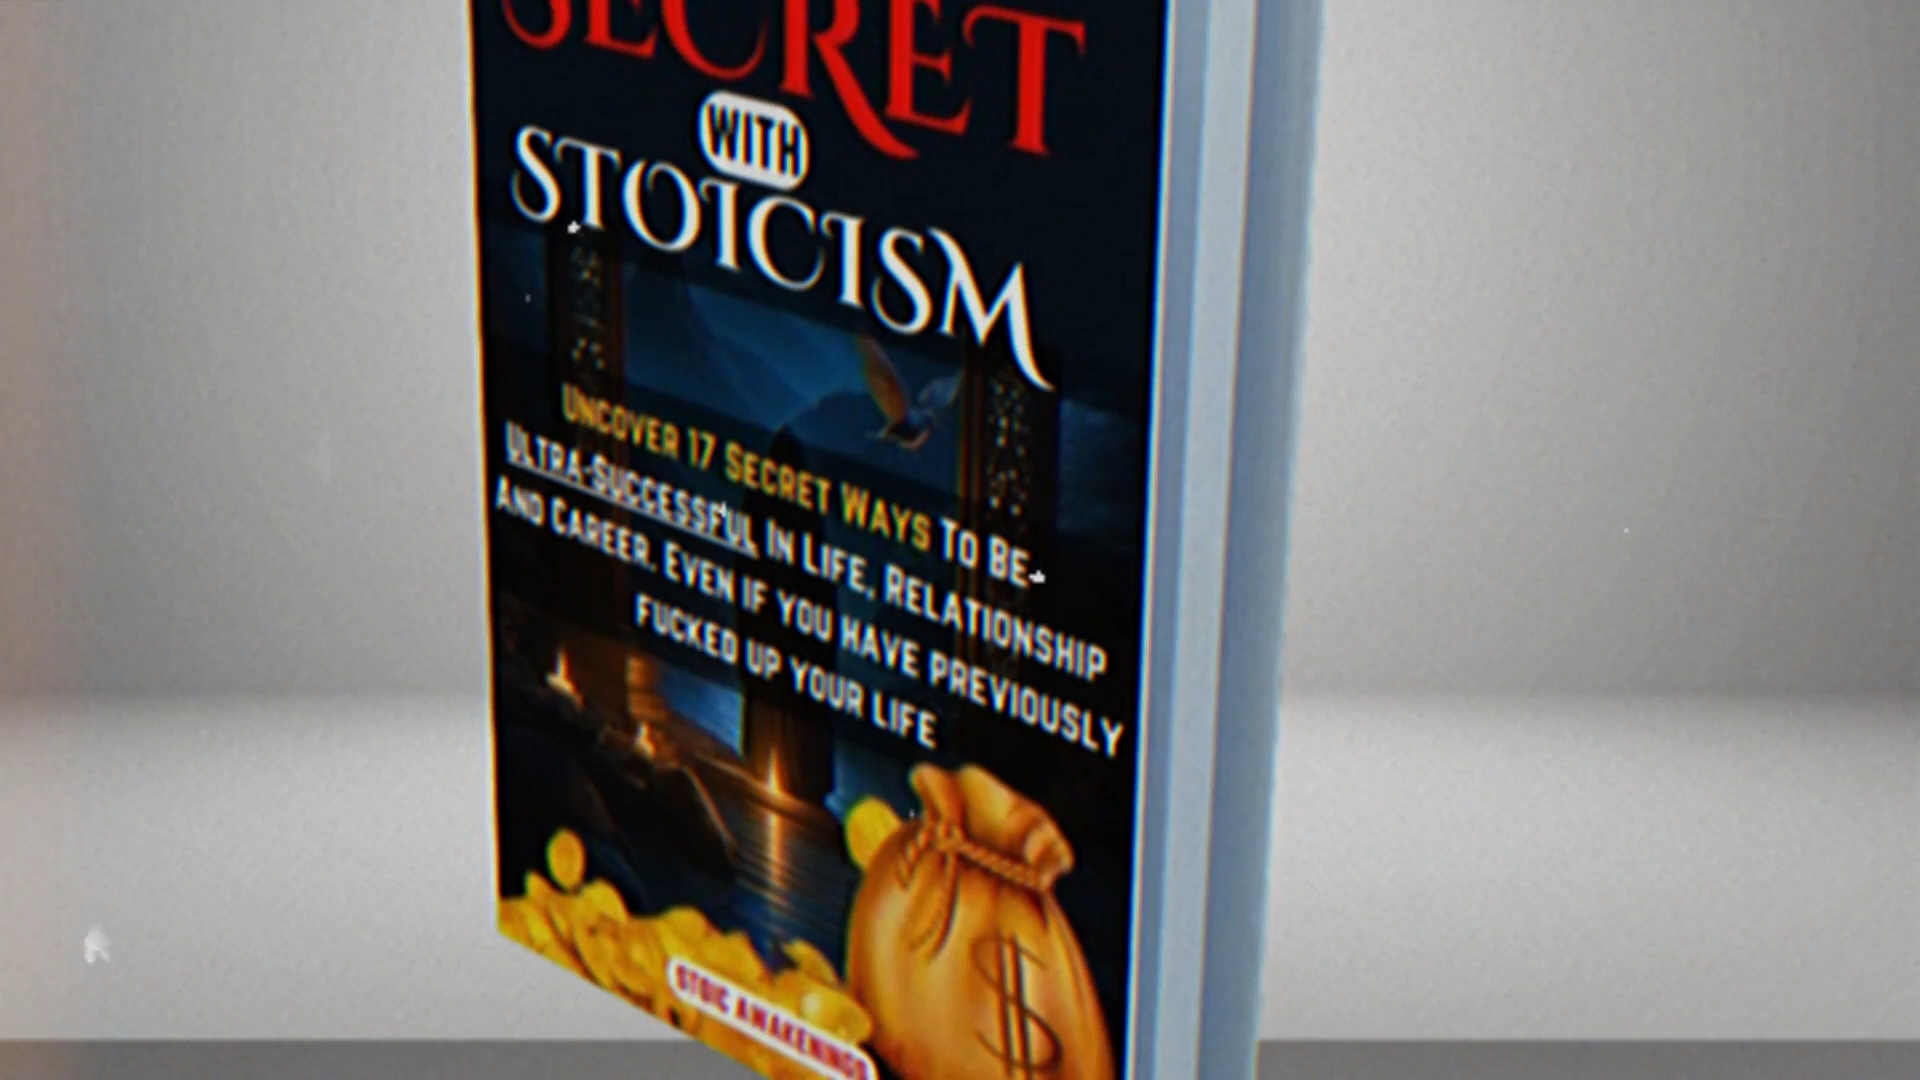 SECRET
WITH
STOICISM
UNCOVER 17 SECRET WAYS TO BE
ULTRA-SUCCESSFUL IN LIFE, RELATIONSHIP
AND CAREER. EVEN IF YOU HAVE PREVIOUSLY
FUCKED UP YOUR LIFE
STOIC AWAKENINGS
$